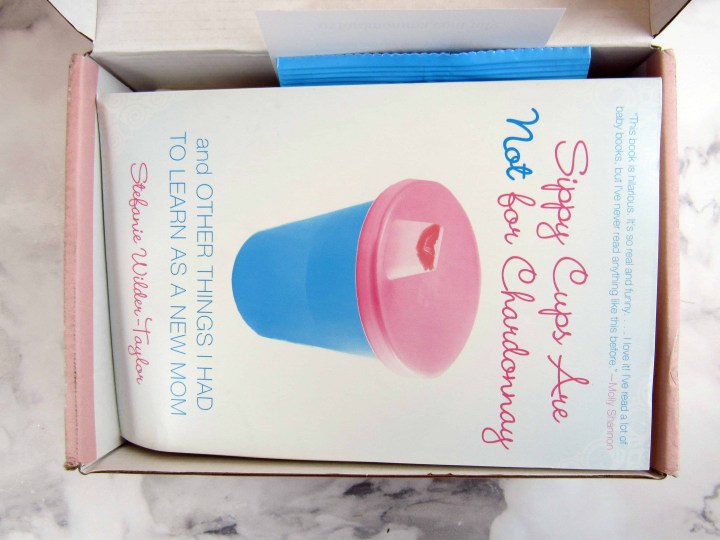 "This book is hilarious. It's so real and funny. . . . I love it! I've read a lot of
baby books, but I've never read anything like this before." —Molly Shannon
Sippy Cups Are
Not for Chardonnay
and OTHER THINGS I HAD
TO LEARN AS A NEW MOM
Stefanie Wilder-Taylor